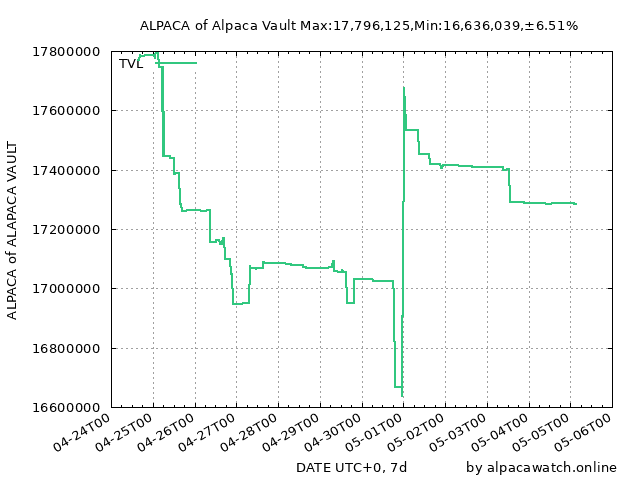 ALPACA of Alpaca Vault Max:17,796,125,Min:16,636,039,±6.51%
TVL
ALPACA of ALAPACA VAULT
17800000
17600000
17400000
17200000
17000000
16800000
16600000
04-24T00
04-25T00
04-26T00
04-27T00
04-28T00
04-29T00
04-30T00
05-01T00
05-02T00
05-03T00
05-04T00
05-05T00
05-06T00
DATE UTC+0, 7d
by alpacawatch.online